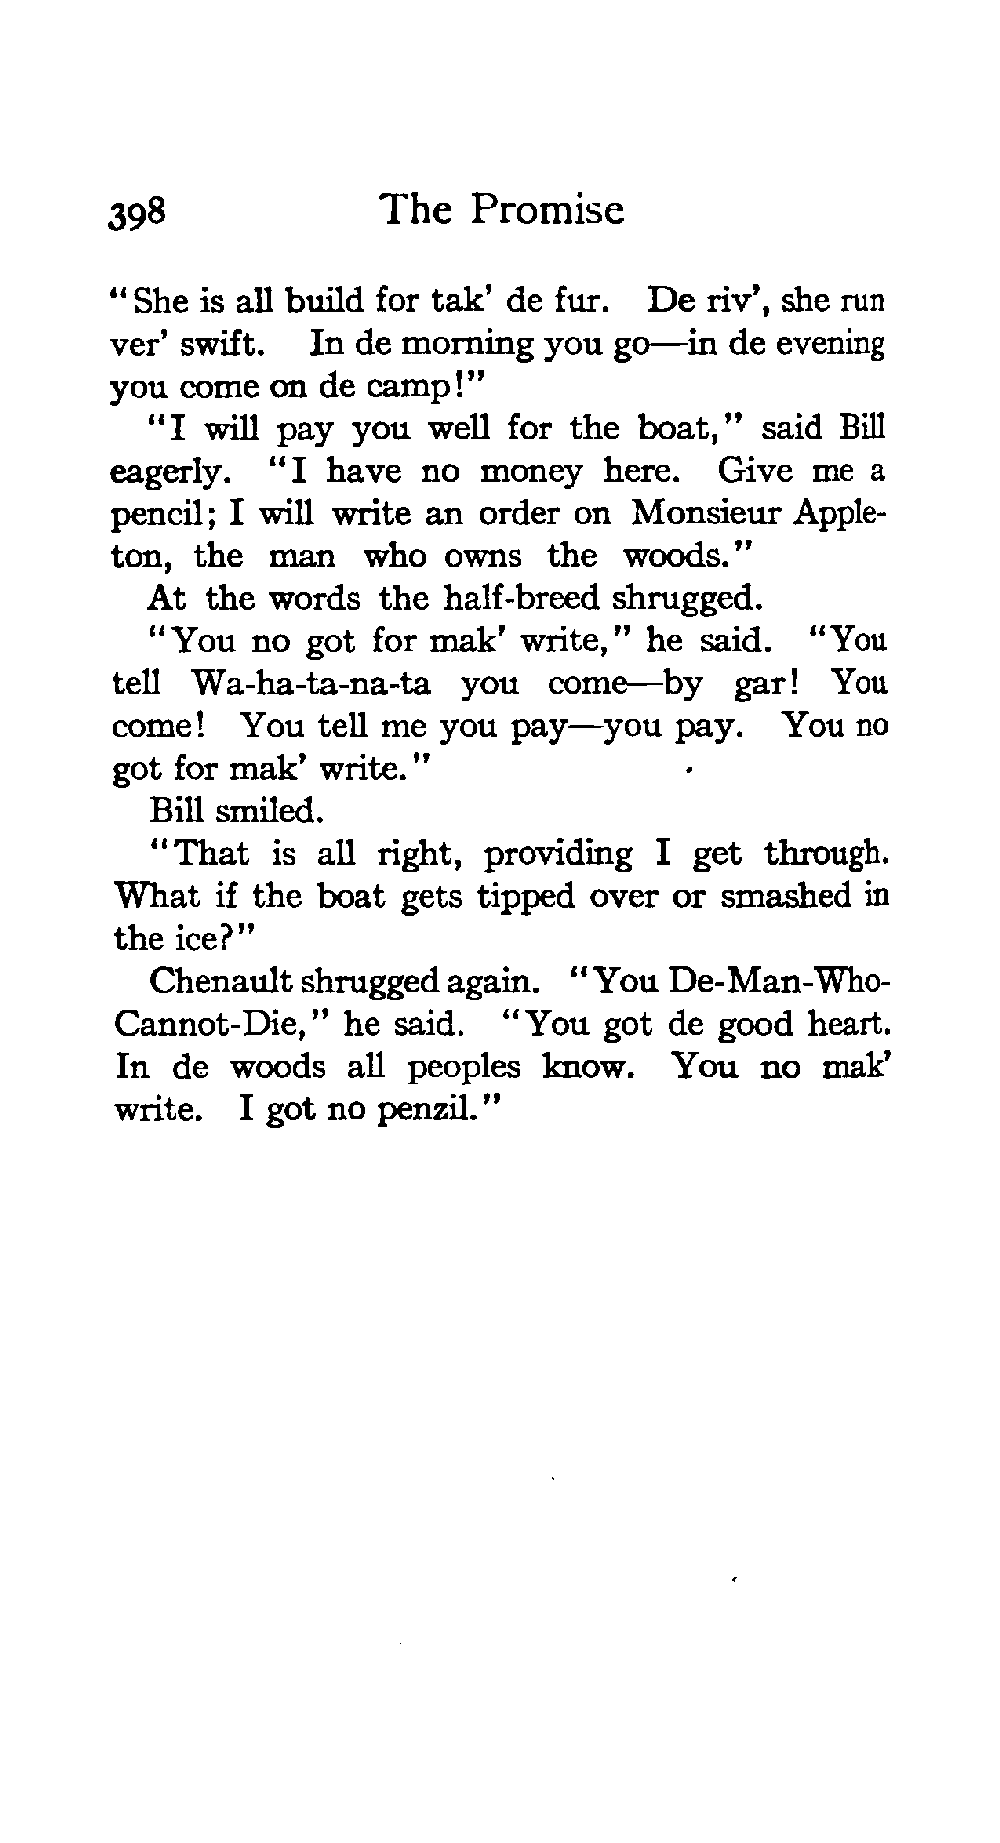 398 The Promise
"She is all build for tak' de fur. De riv', she run
ver' swift. In de morning you go—in de evening
you come on de camp!"
"I will pay you well for the boat," said Bill
eagerly. "I have no money here. Give me a
pencil; I will write an order on Monsieur Apple-
ton, the man who owns the woods."
At the words the half-breed shrugged.
"You no got for mak' write," he said. "You
tell Wa-ha-ta-na-ta you come—by gar! You
come! You tell me you pay—you pay. You no
got for mak' write."
Bill smiled.
"That is all right, providing I get through.
What if the boat gets tipped over or smashed in
the ice?"
Chenault shrugged again. "You De-Man-Who-
Cannot-Die," he said. "You got de good heart.
In de woods all peoples know. You no mak'
write. I got no penzil."